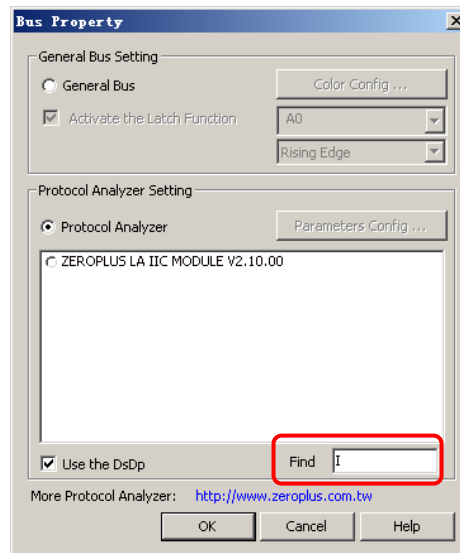 Bus Property
General Bus Setting
General Bus
Color Config ...
Activate the Latch Function
A0
Rising Edge
Protocol Analyzer Setting
Protocol Analyzer
Parameters Config ...
ZEROPLUS LA IIC MODULE V2.10.00
Use the DsDp
Find
I
More Protocol Analyzer: http://www.zeroplus.com.tw
OK
Cancel
Help